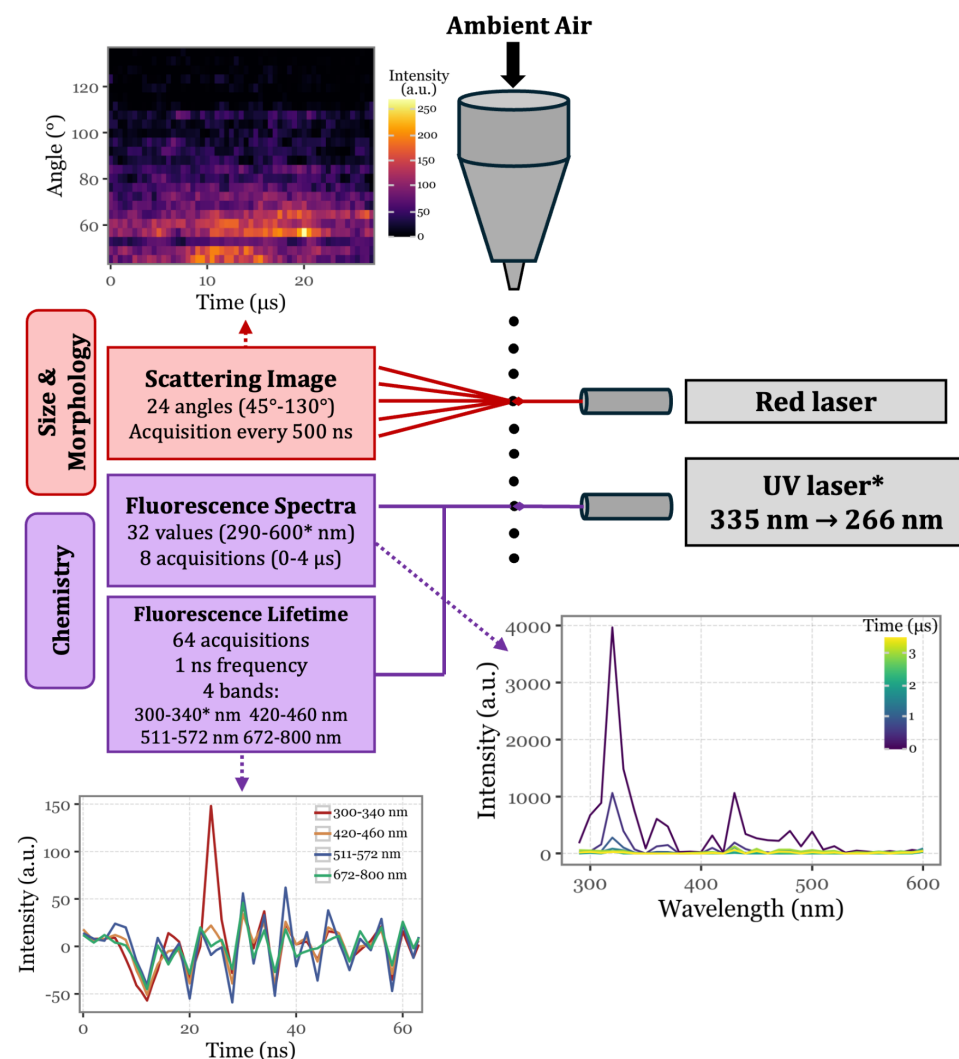 Ambient Air
Intensity
(a.u.)
250
200
150
100
50
0
Angle (°)
120
100
80
60
0
10
20
Time (µs)
Size &
Morphology
Scattering Image
24 angles (45°-130°)
Acquisition every 500 ns
Red laser
Chemistry
Fluorescence Spectra
32 values (290-600* nm)
8 acquisitions (0-4 µs)
UV laser*
335 nm → 266 nm
Fluorescence Lifetime
64 acquisitions
1 ns frequency
4 bands:
300-340* nm 420-460 nm
511-572 nm 672-800 nm
Intensity (a.u.)
150
100
50
0
-50
300-340 nm
420-460 nm
511-572 nm
672-800 nm
0
20
40
60
Time (ns)
Intensity (a.u.)
4000
3000
2000
1000
0
Time (µs)
3
2
1
0
300
400
500
600
Wavelength (nm)